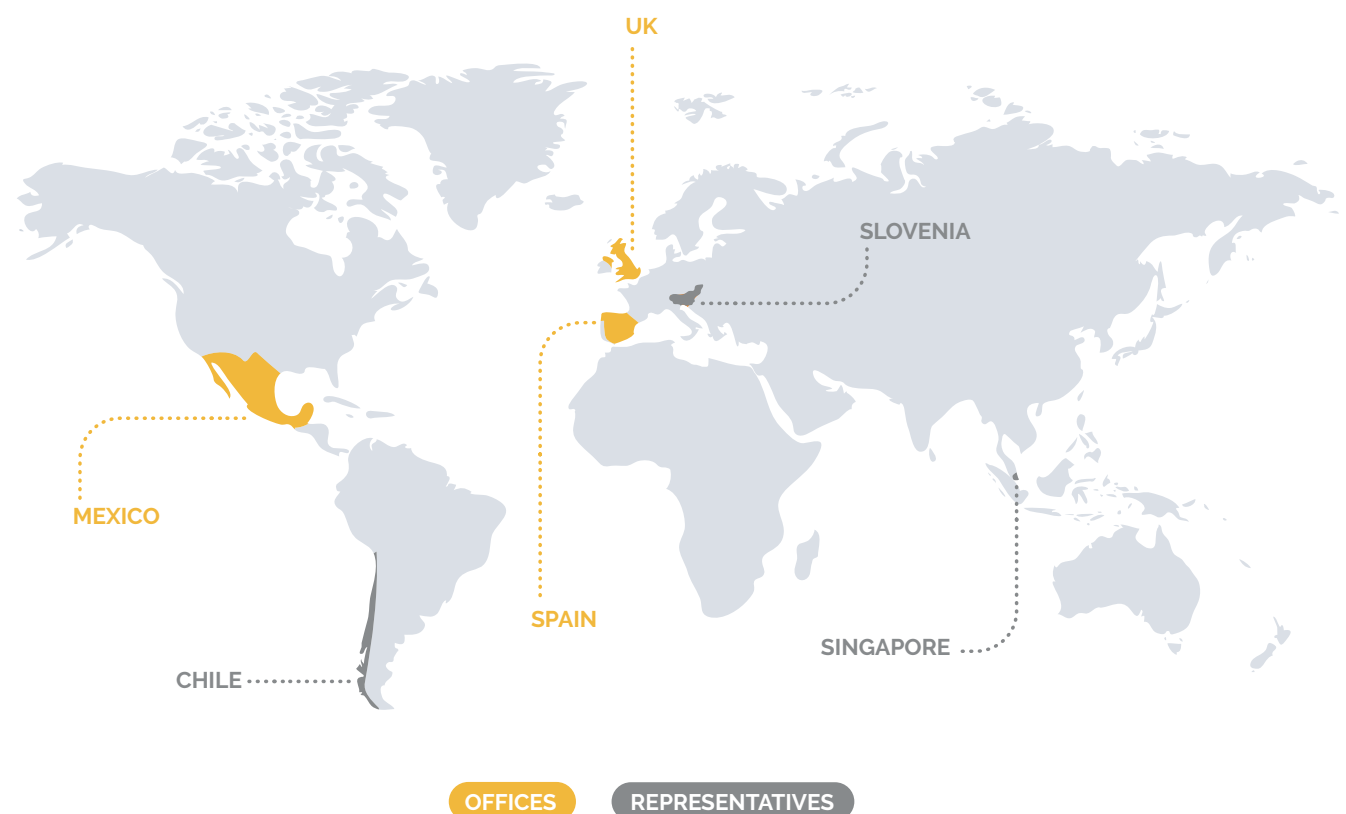 UK
SLOVENIA
MEXICO
SPAIN
SINGAPORE
CHILE
OFFICES
REPRESENTATIVES